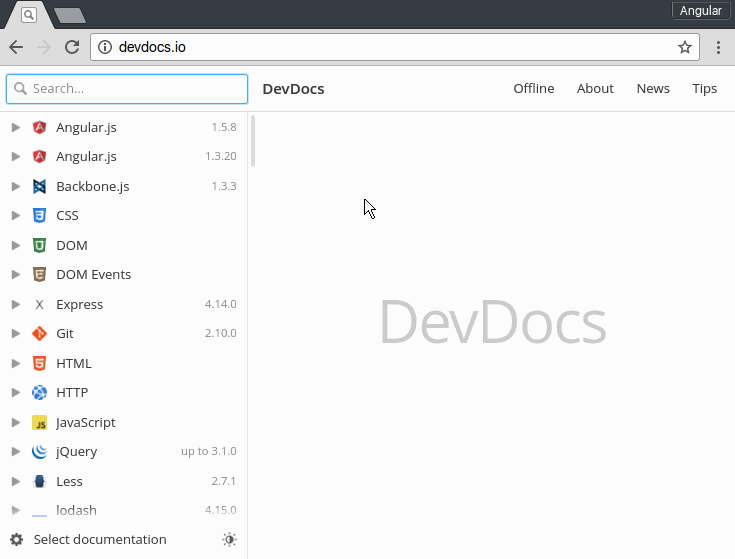 Angular
devdocs.io
Search...
DevDocs
Offline
About
News
Tips
Angular.js 1.5.8
Angular.js 1.3.20
Backbone.js 1.3.3
CSS
DOM
DOM Events
Express 4.14.0
Git 2.10.0
HTML
HTTP
JavaScript
jQuery up to 3.1.0
Less 2.7.1
lodash 4.15.0
Select documentation
DevDocs